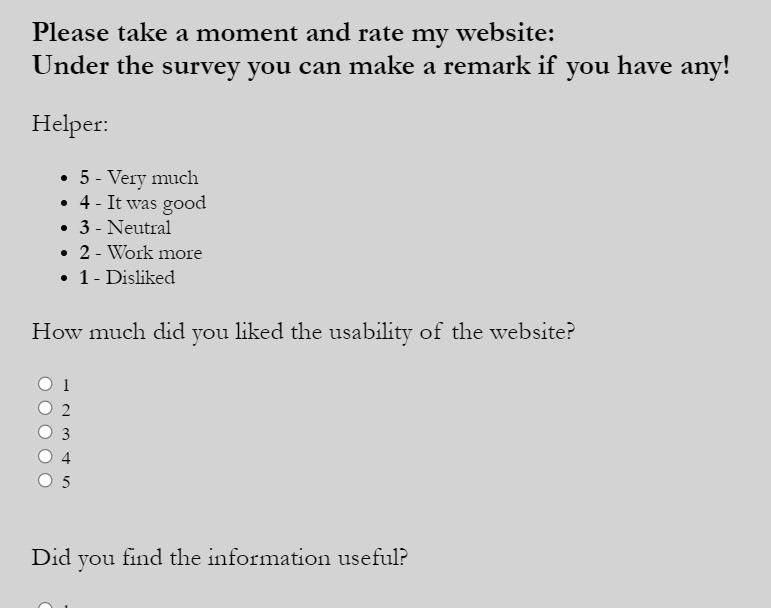 Please take a moment and rate my website:
Under the survey you can make a remark if you have any!
Helper:
5 - Very much
4 - It was good
3 - Neutral
2 - Work more
1 - Disliked
How much did you liked the usability of the website?
1
2
3
4
5
Did you find the information useful?